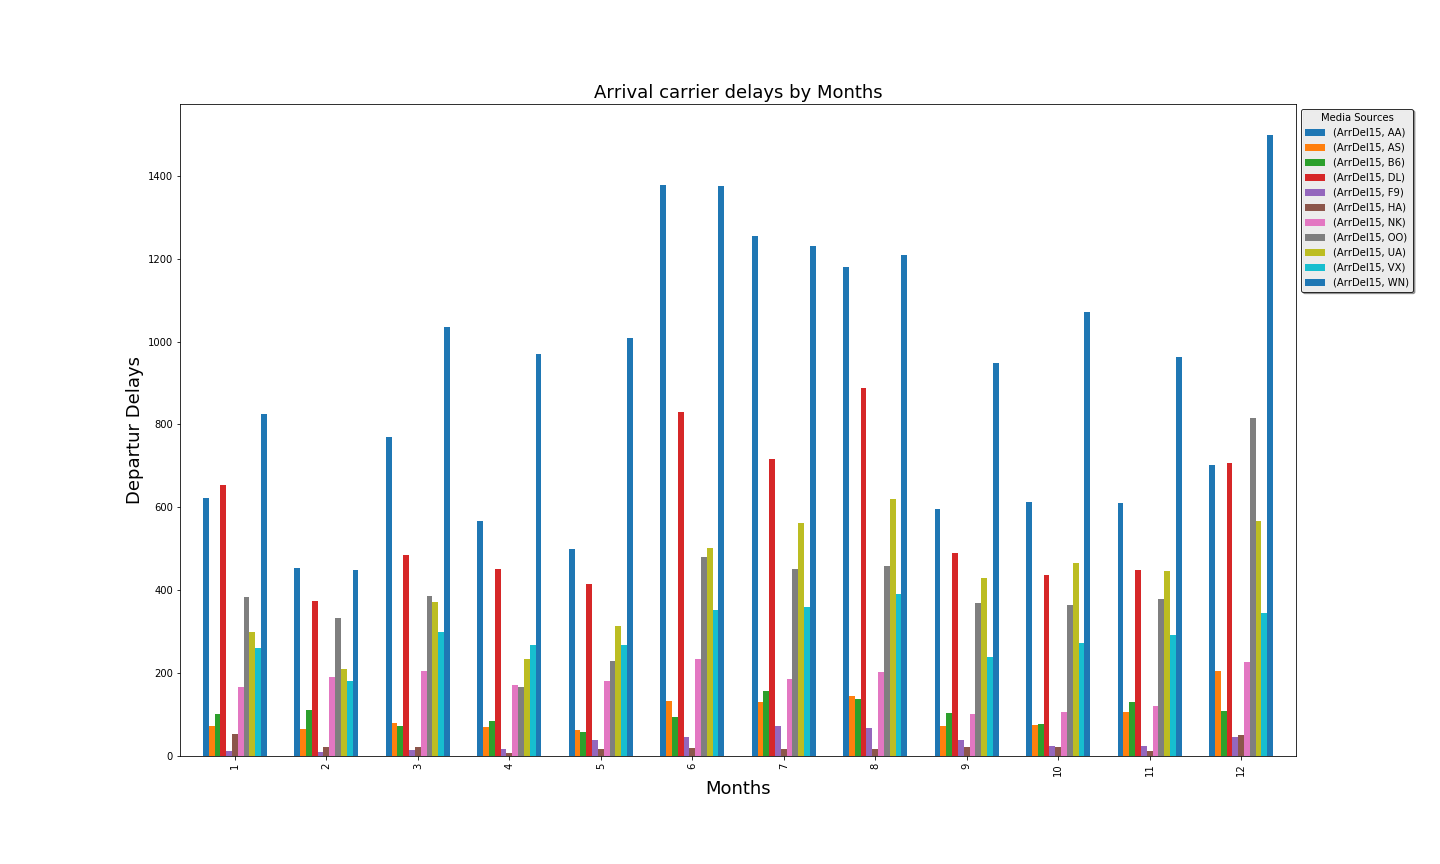 Arrival carrier delays by Months
Media Sources
(ArrDel15, AA)
(ArrDel15, AS)
(ArrDel15, B6)
(ArrDel15, DL)
(ArrDel15, F9)
(ArrDel15, HA)
(ArrDel15, NK)
(ArrDel15, OO)
(ArrDel15, UA)
(ArrDel15, VX)
(ArrDel15, WN)
Departur Delays
1400
1200
1000
800
600
400
200
0
1 2 3 4 5 6 7 8 9 10 11 12
Months